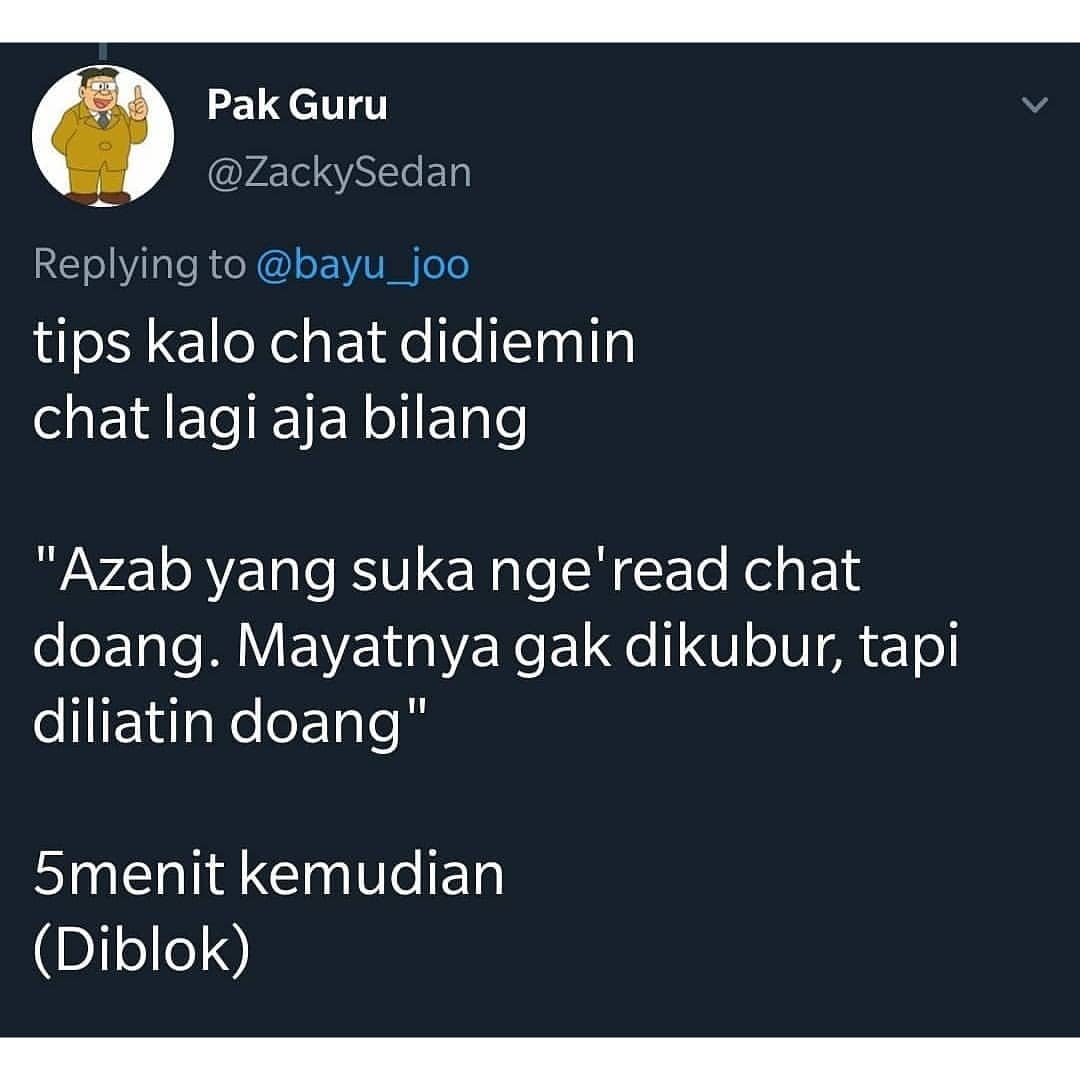 Pak Guru
@ZackySedan
Replying to @bayu_joo
tips kalo chat didiemin
chat lagi aja bilang
"Azab yang suka nge'read chat
doang. Mayatnya gak dikubur, tapi
diliatin doang"
5menit kemudian
(Diblok)